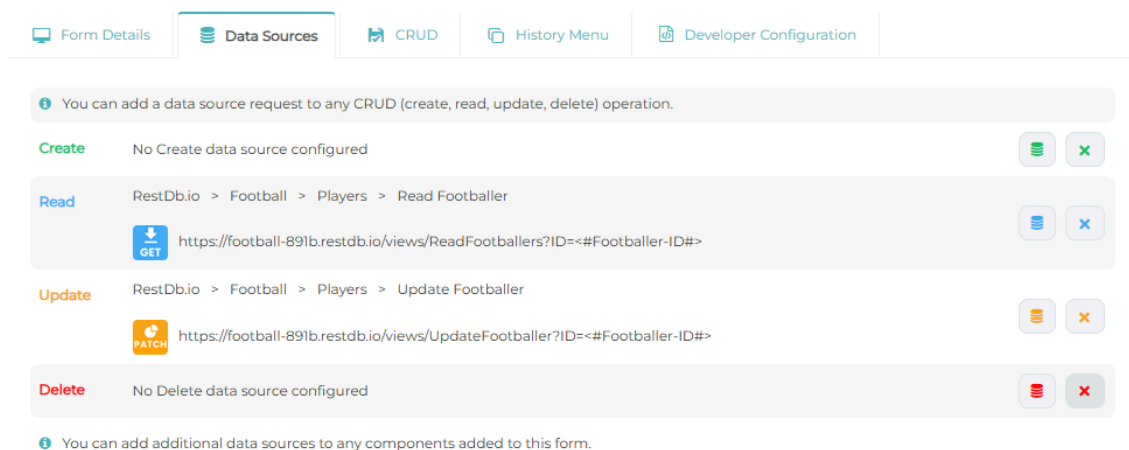 Form Details Data Sources CRUD History Menu Developer Configuration
You can add a data source request to any CRUD (create, read, update, delete) operation.
Create No Create data source configured
Read RestDb.io > Football > Players > Read Footballer
GET https://football-891b.restdb.io/views/ReadFootballers?ID=<#Footballer-ID#>
Update RestDb.io > Football > Players > Update Footballer
PATCH https://football-891b.restdb.io/views/UpdateFootballer?ID=<#Footballer-ID#>
Delete No Delete data source configured
You can add additional data sources to any components added to this form.